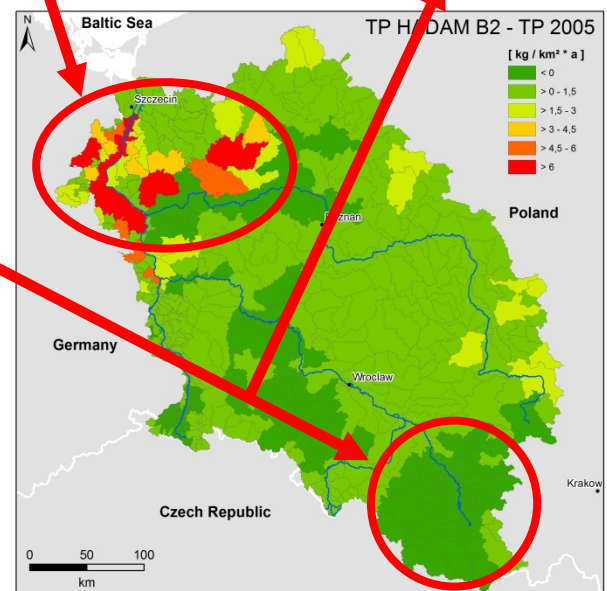 Baltic Sea
TP HADAM B2 - TP 2005
N
[ kg / km² * a ]
< 0
> 0 - 1,5
> 1,5 - 3
> 3 - 4,5
> 4,5 - 6
> 6
Szczecin
Poland
Germany
Wroclaw
Krakow
Czech Republic
0 50 100
km